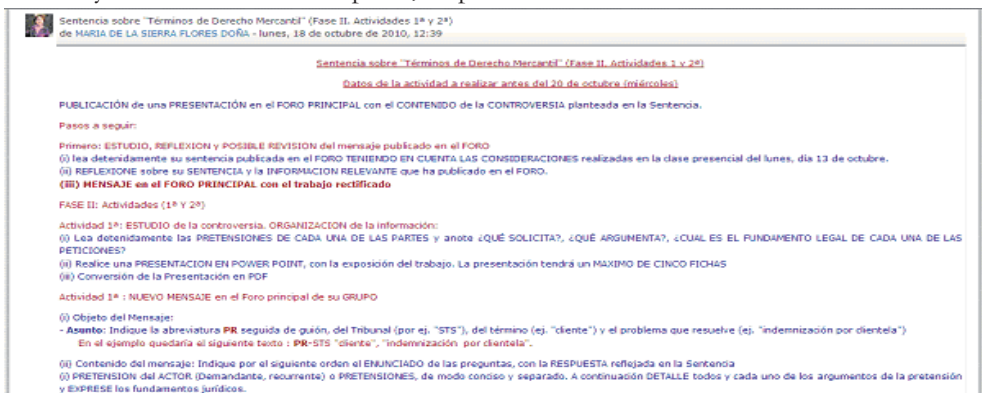 Sentencia sobre "Términos de Derecho Mercantil" (Fase II. Actividades 1ª y 2ª)
de MARIA DE LA SIERRA FLORES DOÑA - lunes, 18 de octubre de 2010, 12:39
Sentencia sobre "Términos de Derecho Mercantil" (Fase II. Actividades 1 y 2ª)
Datos de la actividad a realizar antes del 20 de octubre (miércoles)
PUBLICACIÓN de una PRESENTACIÓN en el FORO PRINCIPAL con el CONTENIDO de la CONTROVERSIA planteada en la Sentencia.
Pasos a seguir:
Primero: ESTUDIO, REFLEXION y POSIBLE REVISIÓN del mensaje publicado en el FORO
(i) lea detenidamente su sentencia publicada en el FORO TENIENDO EN CUENTA LAS CONSIDERACIONES realizadas en la clase presencial del lunes, día 13 de octubre.
(ii) REFLEXIONE sobre su SENTENCIA y la INFORMACION RELEVANTE que ha publicado en el FORO.
(iii) MENSAJE en el FORO PRINCIPAL con el trabajo rectificado
FASE II: Actividades (1ª Y 2ª)
Actividad 1ª: ESTUDIO de la controversia. ORGANIZACION de la información:
(i) Lea detenidamente las PRETENSIONES DE CADA UNA DE LAS PARTES y anote ¿QUÉ SOLICITA?, ¿QUÉ ARGUMENTA?, ¿CUAL ES EL FUNDAMENTO LEGAL DE CADA UNA DE LAS
PETICIONES?
(ii) Realice una PRESENTACION EN POWER POINT, con la exposición del trabajo. La presentación tendrá un MAXIMO DE CINCO FICHAS
(iii) Conversión de la Presentación en PDF
Actividad 1ª : NUEVO MENSAJE en el Foro principal de su GRUPO
(i) Objeto del Mensaje:
- Asunto: Indique la abreviatura PR seguida de guión, del Tribunal (por ej. "STS"), del término (ej. "cliente") y el problema que resuelve (ej. "indemnización por clientela")
En el ejemplo quedaría el siguiente texto : PR-STS "cliente", "indemnización por clientela".
(ii) Contenido del mensaje: Indique por el siguiente orden el ENUNCIADO de las preguntas, con la RESPUESTA reflejada en la Sentencia
(i) PRETENSION del ACTOR (Demandante, recurrente) o PRETENSIONES, de modo conciso y separado. A continuación DETALLE todos y cada uno de los argumentos de la pretensión
y EXPRESE los fundamentos jurídicos.